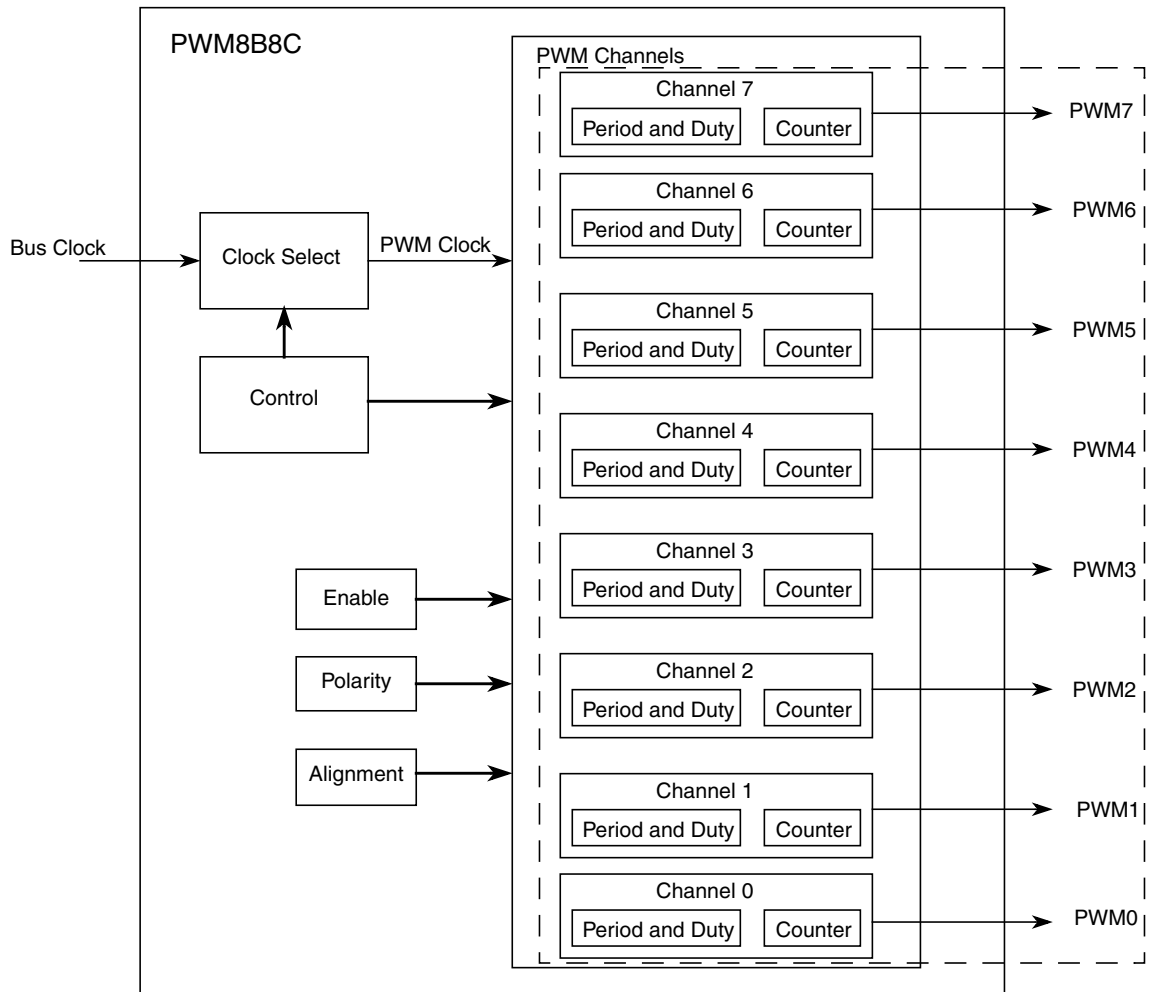 PWM8B8C
PWM Channels
Channel 7
Period and Duty Counter
PWM7
Channel 6
Period and Duty Counter
PWM6
Bus Clock
Clock Select
PWM Clock
Channel 5
Period and Duty Counter
PWM5
Control
Channel 4
Period and Duty Counter
PWM4
Channel 3
Period and Duty Counter
PWM3
Enable
Polarity
Channel 2
Period and Duty Counter
PWM2
Alignment
Channel 1
Period and Duty Counter
PWM1
Channel 0
Period and Duty Counter
PWM0